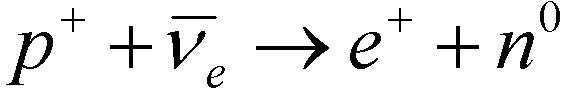 p⁺ + ν̅ₑ → e⁺ + n⁰